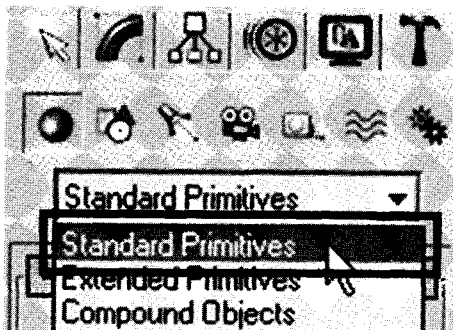 Standard Primitives
Standard Primitives
Extended Primitives
Compound Objects